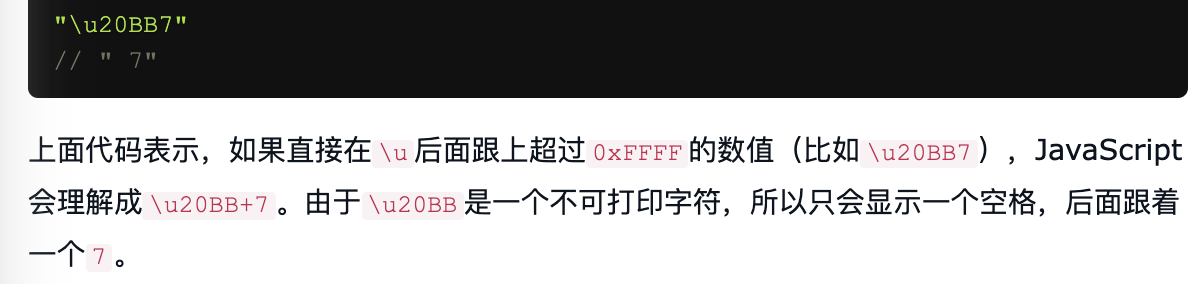 "\u20BB7"
// " 7"
上面代码表示，如果直接在\u后面跟上超过0xFFFF的数值（比如\u20BB7），JavaScript
会理解成\u20BB+7。由于\u20BB是一个不可打印字符，所以只会显示一个空格，后面跟着
一个7。